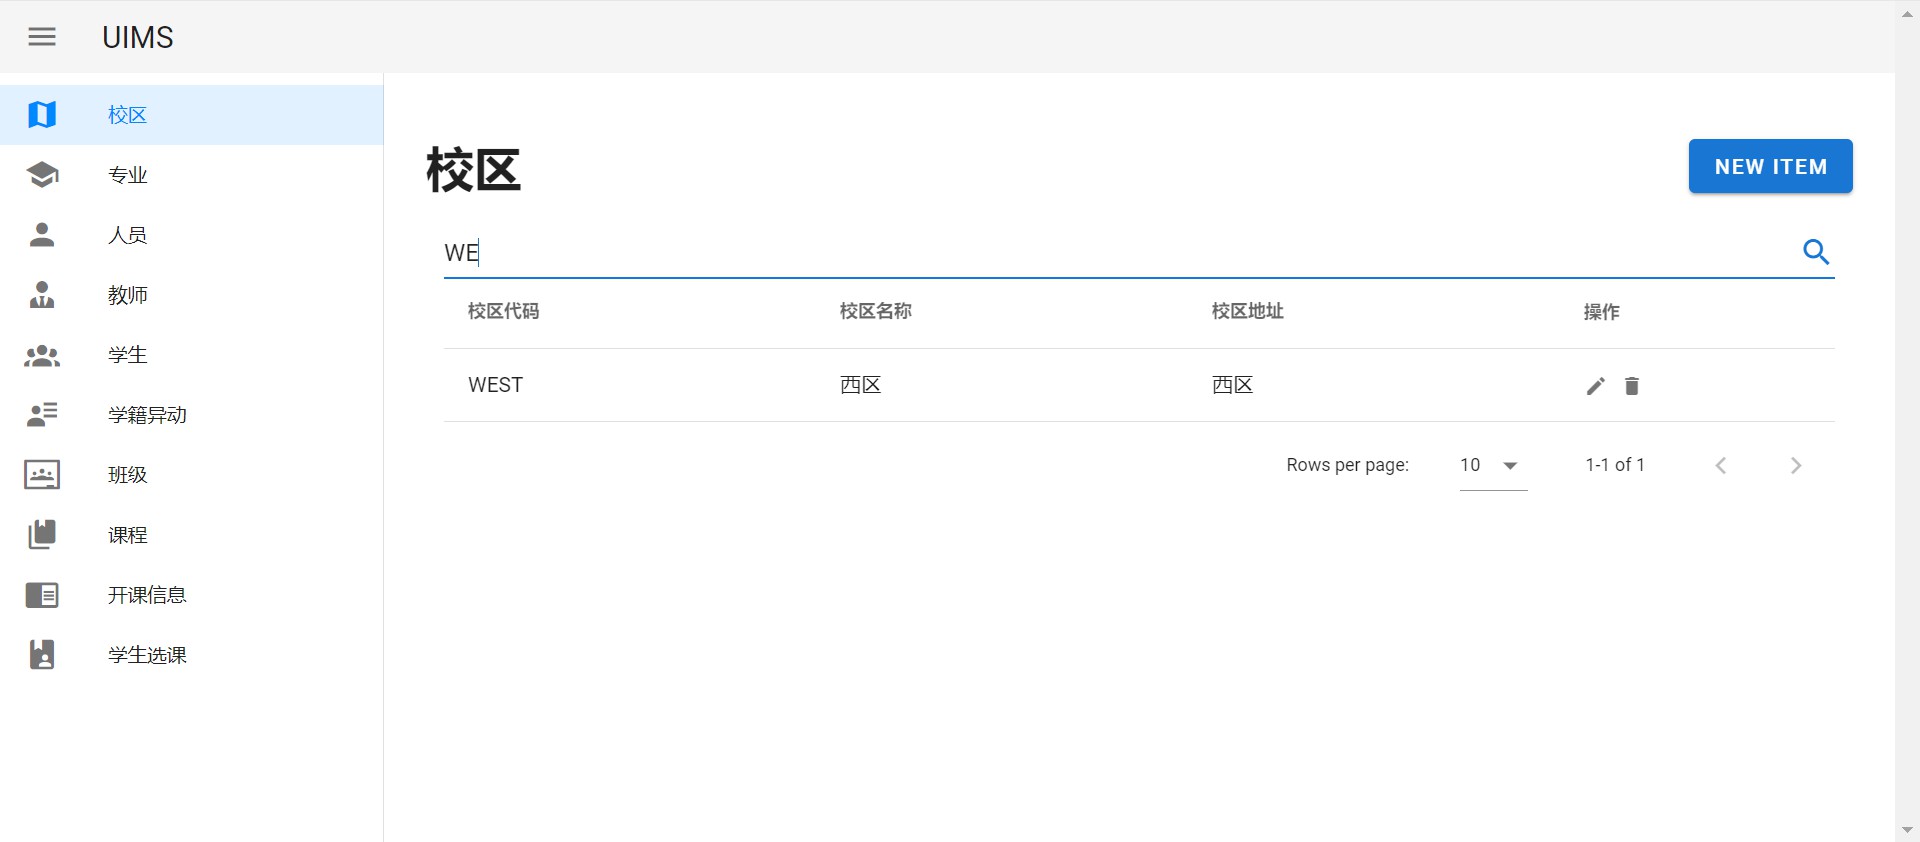 UIMS
校区
专业
人员
教师
学生
学籍异动
班级
课程
开课信息
学生选课
校区
NEW ITEM
WE
校区代码 校区名称 校区地址 操作
WEST 西区 西区
Rows per page: 10 1-1 of 1